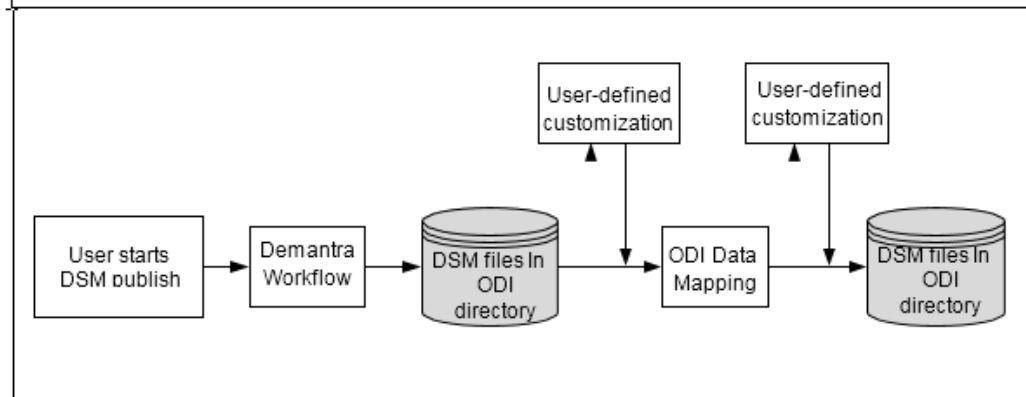 User-defined
customization
User-defined
customization
User starts
DSM publish
Demantra
Workflow
DSM files In
ODI
directory
ODI Data
Mapping
DSM files In
ODI
directory